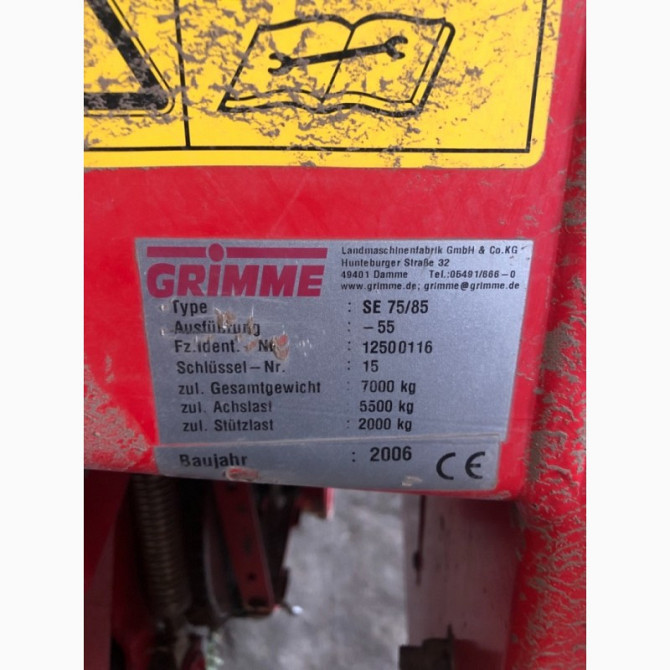 GRIMME
Landmaschinenfabrik GmbH & Co.KG
Hunteburger Straße 32
49401 Damme Tel.:05491/666-0
www.grimme.de; grimme@grimme.de
Type : SE 75/85
Ausführung : -55
Fz.Ident. - Nr. : 12500116
Schlüssel-Nr. : 15
zul. Gesamtgewicht : 7000 kg
zul. Achslast : 5500 kg
zul. Stützlast : 2000 kg
Baujahr : 2006 CE